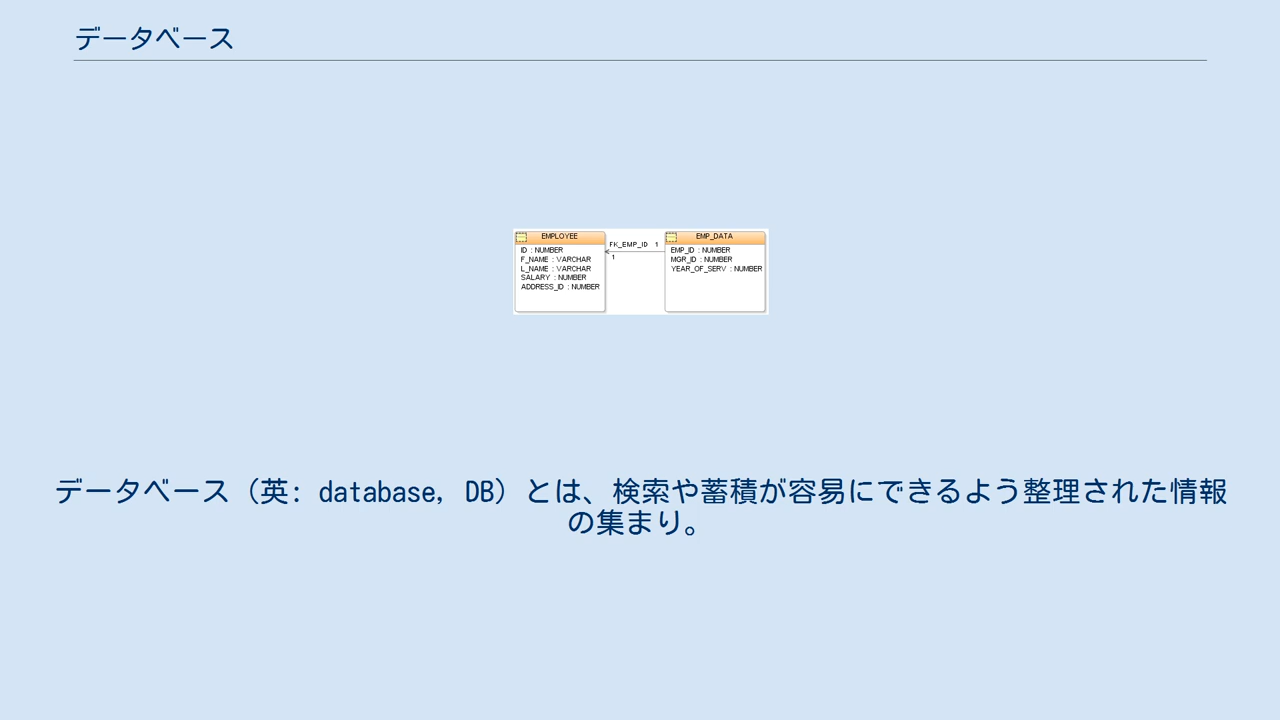 データベース
EMPLOYEE
ID : NUMBER
F_NAME : VARCHAR
L_NAME : VARCHAR
SALARY : NUMBER
ADDRESS_ID : NUMBER
FK_EMP_ID 1
1
EMP_DATA
EMP_ID : NUMBER
MGR_ID : NUMBER
YEAR_OF_SERV : NUMBER
データベース（英: database, DB）とは、検索や蓄積が容易にできるよう整理された情報
の集まり。